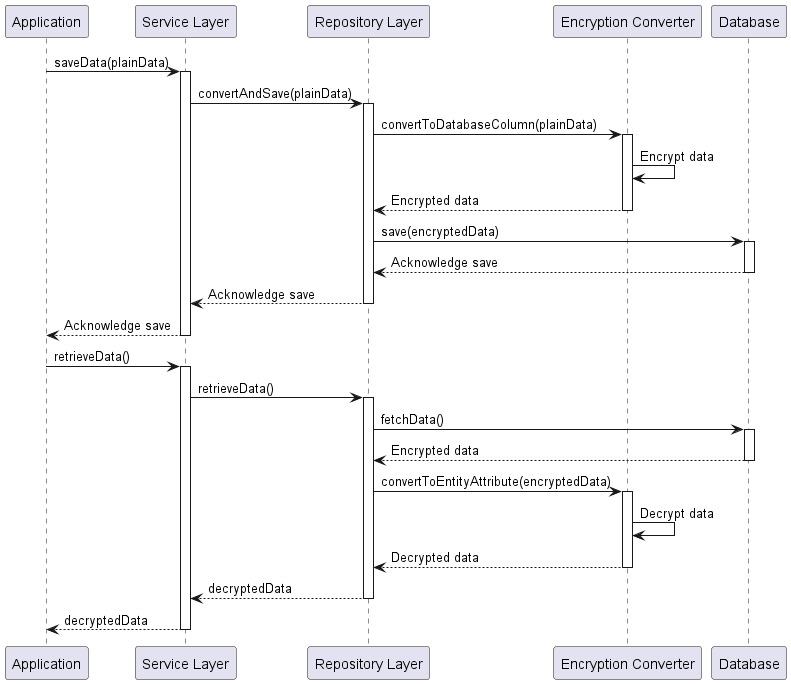 Application
Service Layer
Repository Layer
Encryption Converter
Database
saveData(plainData)
convertAndSave(plainData)
convertToDatabaseColumn(plainData)
Encrypt data
Encrypted data
save(encryptedData)
Acknowledge save
Acknowledge save
Acknowledge save
retrieveData()
retrieveData()
fetchData()
Encrypted data
convertToEntityAttribute(encryptedData)
Decrypt data
Decrypted data
decryptedData
decryptedData
Application
Service Layer
Repository Layer
Encryption Converter
Database